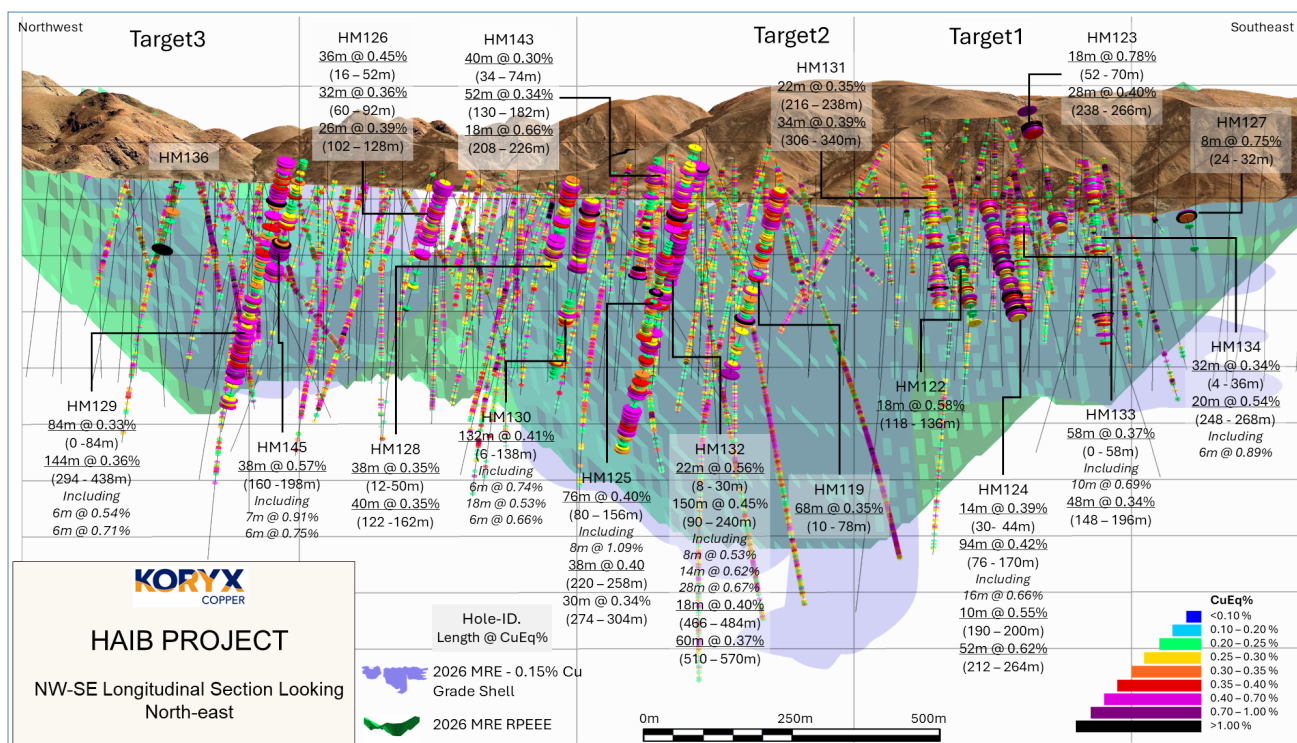 Northwest
Southeast
Target3
Target2
Target1
HM126
36m @ 0.45%
(16 – 52m)
32m @ 0.36%
(60 – 92m)
26m @ 0.39%
(102 – 128m)
HM143
40m @ 0.30%
(34 – 74m)
52m @ 0.34%
(130 – 182m)
18m @ 0.66%
(208 – 226m)
HM131
22m @ 0.35%
(216 – 238m)
34m @ 0.39%
(306 - 340m)
HM123
18m @ 0.78%
(52 - 70m)
28m @ 0.40%
(238 - 266m)
HM127
8m @ 0.75%
(24 – 32m)
HM136
HM129
84m @ 0.33%
(0 -84m)
144m @ 0.36%
(294 - 438m)
Including
6m @ 0.54%
6m @ 0.71%
HM145
38m @ 0.57%
(160 -198m)
Including
7m @ 0.91%
6m @ 0.75%
HM128
38m @ 0.35%
(12-50m)
40m @ 0.35%
(122 -162m)
HM130
132m @ 0.41%
(6 -138m)
Including
6m @ 0.74%
18m @ 0.53%
6m @ 0.66%
HM125
76m @ 0.40%
(80 – 156m)
Including
8m @ 1.09%
38m @ 0.40
(220 – 258m)
30m @ 0.34%
(274 – 304m)
HM132
22m @ 0.56%
(8 - 30m)
150m @ 0.45%
(90 – 240m)
Including
8m @ 0.53%
14m @ 0.62%
28m @ 0.67%
18m @ 0.40%
(466 – 484m)
60m @ 0.37%
(510 – 570m)
HM119
68m @ 0.35%
(10 – 78m)
HM122
18m @ 0.58%
(118 - 136m)
HM124
14m @ 0.39%
(30- 44m)
94m @ 0.42%
(76 - 170m)
Including
16m @ 0.66%
10m @ 0.55%
(190 – 200m)
52m @ 0.62%
(212 – 264m)
HM133
58m @ 0.37%
(0 – 58m)
Including
10m @ 0.69%
48m @ 0.34%
(148 – 196m)
HM134
32m @ 0.34%
(4 – 36m)
20m @ 0.54%
(248 – 268m)
Including
6m @ 0.89%
KORYX
COPPER
HAIB PROJECT
NW-SE Longitudinal Section Looking
North-east
Hole-ID.
Length @ CuEq%
2026 MRE - 0.15% Cu
Grade Shell
2026 MRE RPEEE
0m 250m 500m
CuEq%
<0.10 %
0.10 – 0.20 %
0.20 – 0.25%
0.25 – 0.30%
0.30 – 0.35%
0.35 – 0.40%
0.40 – 0.70 %
0.70 – 1.00 %
>1.00 %